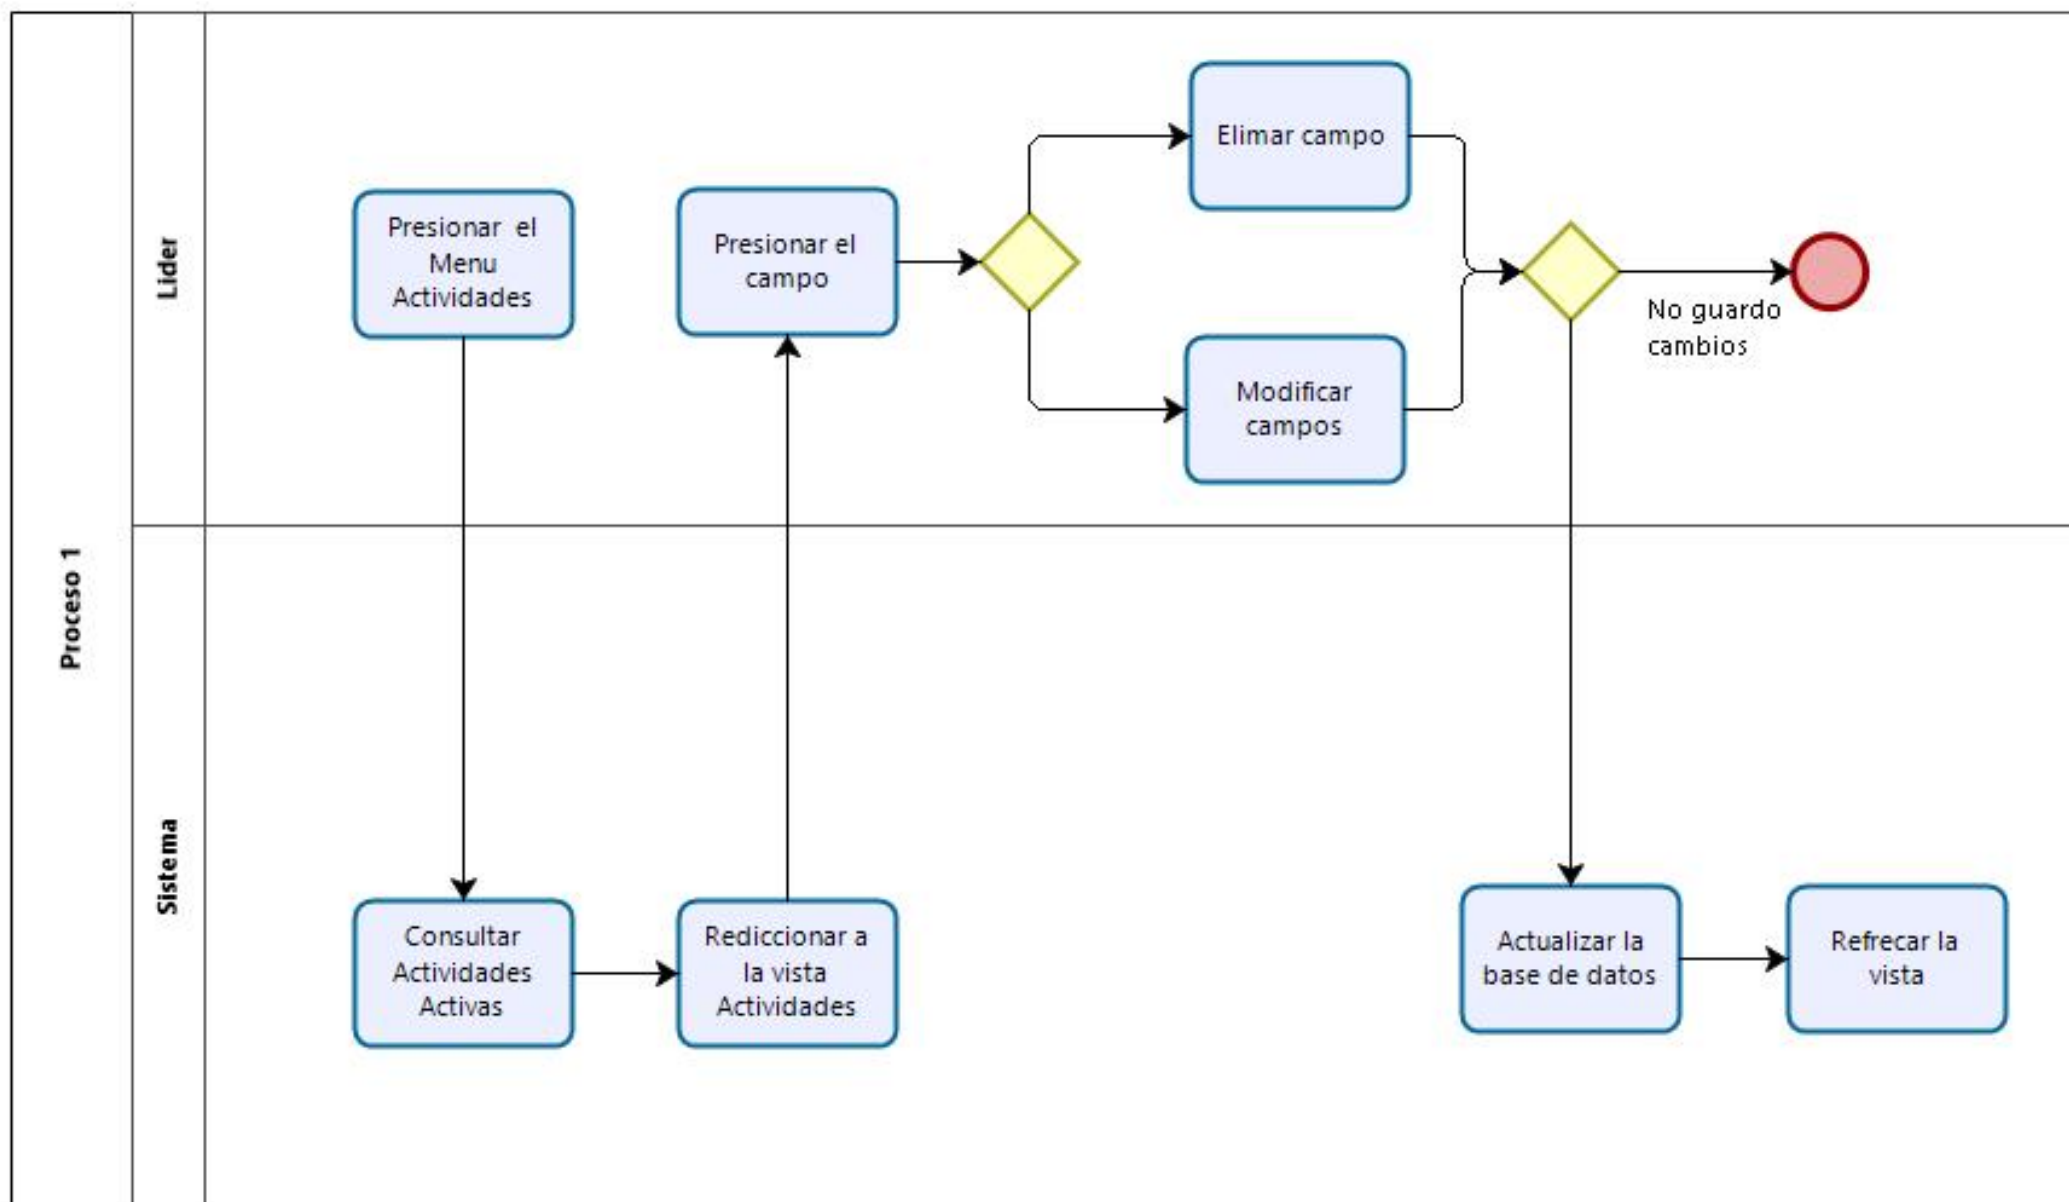 Proceso 1
Lider
Presionar el
Menu
Actividades
Presionar el
campo
Elimar campo
Modificar
campos
No guardo
cambios
Sistema
Consultar
Actividades
Activas
Rediccionar a
la vista
Actividades
Actualizar la
base de datos
Refrecar la
vista